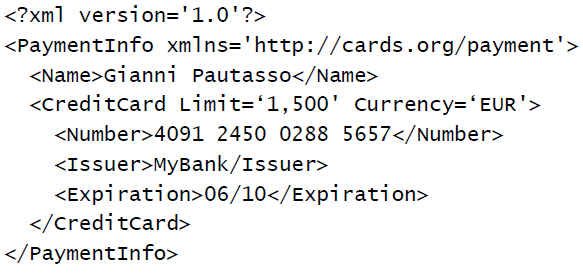 <?xml version='1.0'?>
<PaymentInfo xmlns='http://cards.org/payment'>
<Name>Gianni Pautasso</Name>
<CreditCard Limit=‘1,500' Currency=‘EUR'>
<Number>4091 2450 0288 5657</Number>
<Issuer>MyBank/Issuer>
<Expiration>06/10</Expiration>
</CreditCard>
</PaymentInfo>